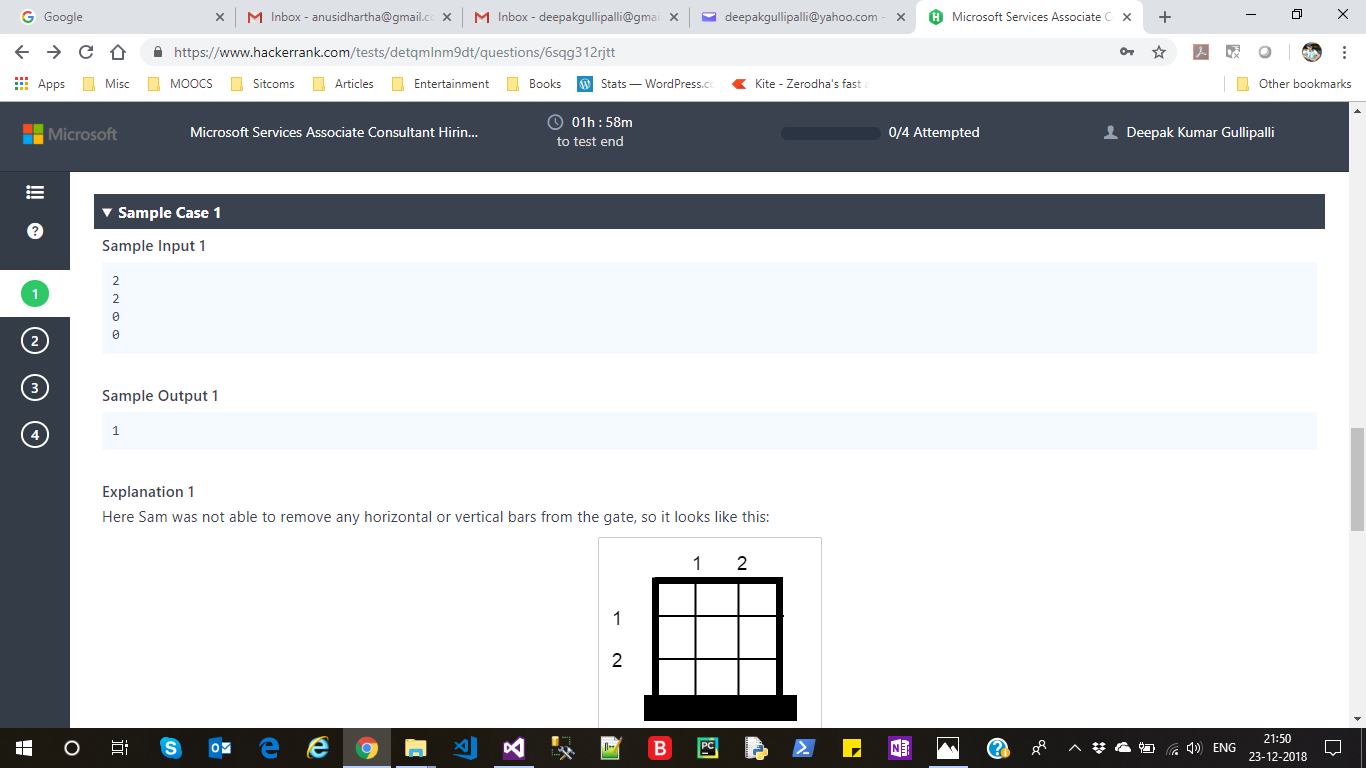 Google
Inbox - anusidhartha@gmail.c
Inbox - deepakgullipalli@gmai
deepakgullipalli@yahoo.com -
Microsoft Services Associate C
https://www.hackerrank.com/tests/detqmlnm9dt/questions/6sqg312rjtt
Apps
Misc
MOOCS
Sitcoms
Articles
Entertainment
Books
Stats — WordPress.c
Kite - Zerodha's fast
Other bookmarks
Microsoft
Microsoft Services Associate Consultant Hirin...
01h : 58m
to test end
0/4 Attempted
Deepak Kumar Gullipalli
Sample Case 1
Sample Input 1
2
2
0
0
1
2
3
4
Sample Output 1
1
Explanation 1
Here Sam was not able to remove any horizontal or vertical bars from the gate, so it looks like this:
1 2
1
2
ENG
21:50
23-12-2018